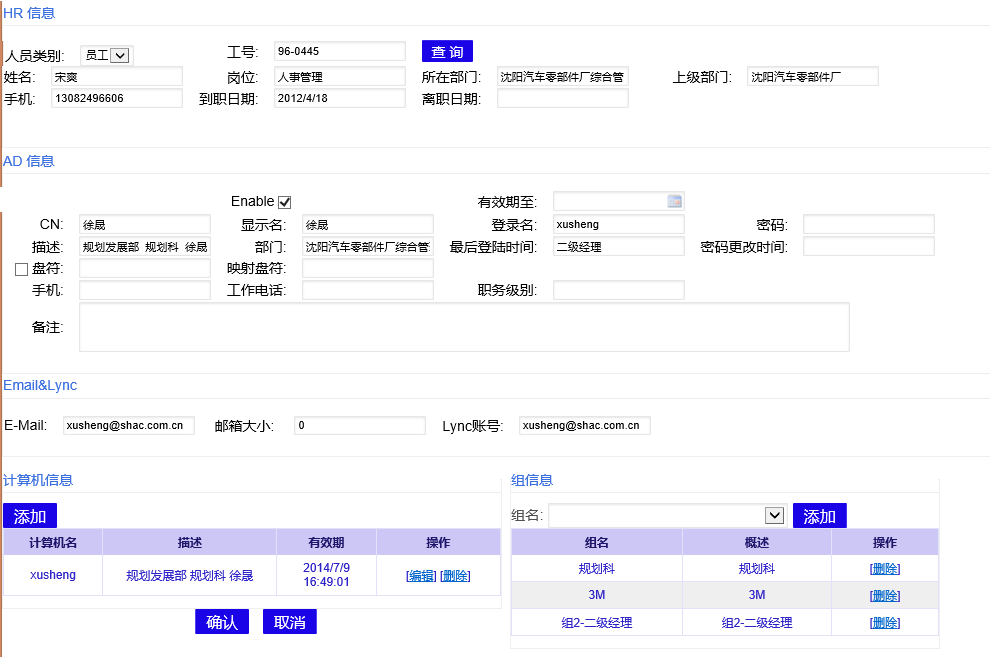 HR 信息
人员类别: 员工 工号: 96-0445 查 询
姓名: 宋爽 岗位: 人事管理 所在部门: 沈阳汽车零部件厂综合管 上级部门: 沈阳汽车零部件厂
手机: 13082496606 到职日期: 2012/4/18 离职日期:
AD 信息
Enable 有效期至:
CN: 徐晟 显示名: 徐晟 登录名: xusheng 密码:
描述: 规划发展部 规划科 徐晟 部门: 沈阳汽车零部件厂综合管 最后登陆时间: 二级经理 密码更改时间:
盘符: 映射盘符:
手机: 工作电话: 职务级别:
备注:
Email&Lync
E-Mail: xusheng@shac.com.cn 邮箱大小: 0 Lync账号: xusheng@shac.com.cn
计算机信息
添加
计算机名 描述 有效期 操作
xusheng 规划发展部 规划科 徐晟 2014/7/9 16:49:01 [编辑] [删除]
确认 取消
组信息
组名: 添加
组名 概述 操作
规划科 规划科 [删除]
3M 3M [删除]
组2-二级经理 组2-二级经理 [删除]